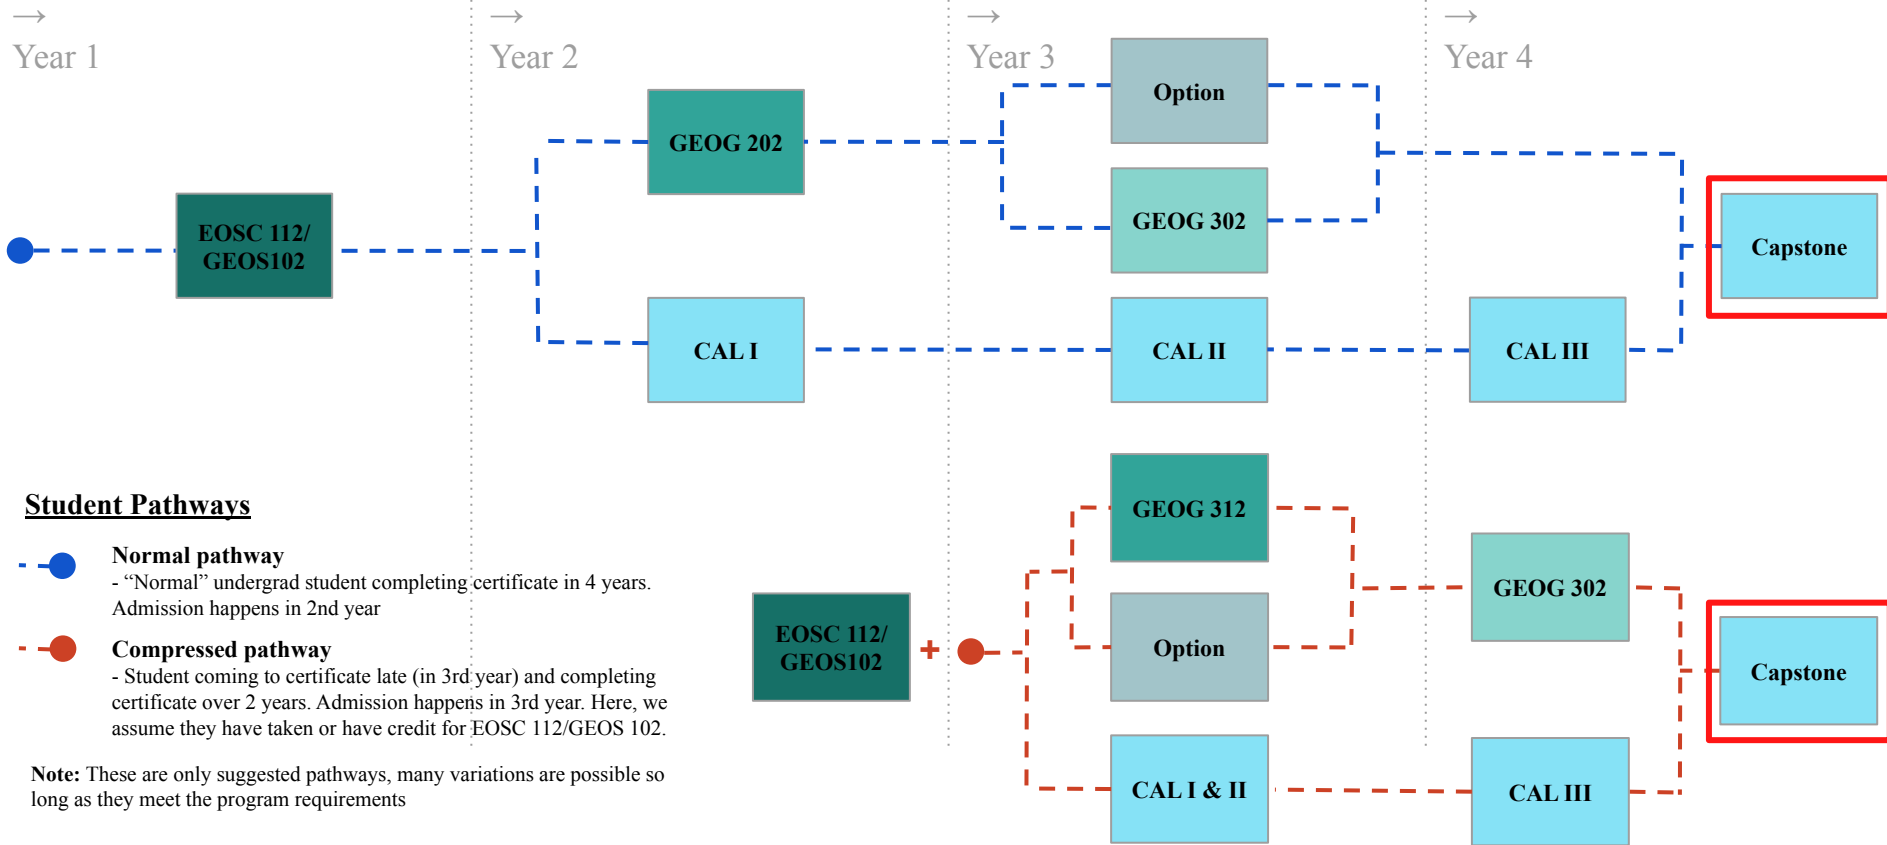 →
Year 1
→
Year 2
→
Year 3
→
Year 4
Option
GEOG 202
GEOG 302
EOSC 112/
GEOS102
Capstone
CAL I
CAL II
CAL III
Student Pathways
Normal pathway
- “Normal” undergrad student completing certificate in 4 years.
Admission happens in 2nd year
Compressed pathway
- Student coming to certificate late (in 3rd year) and completing
certificate over 2 years. Admission happens in 3rd year. Here, we
assume they have taken or have credit for EOSC 112/GEOS 102.
Note: These are only suggested pathways, many variations are possible so
long as they meet the program requirements
GEOG 312
GEOG 302
EOSC 112/
GEOS102
+
Option
Capstone
CAL I & II
CAL III